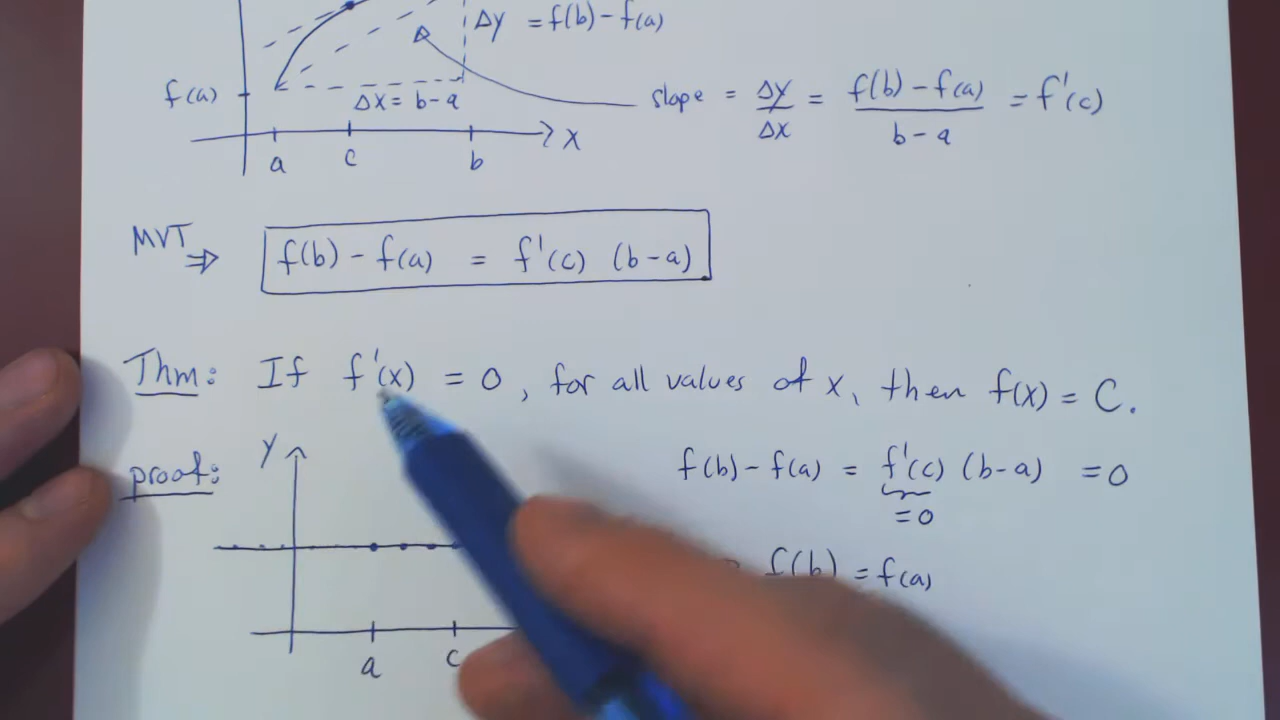 Δy = f(b) - f(a)
f(a)
Δx = b - a
slope = Δy/Δx = (f(b) - f(a))/(b - a) = f'(c)
a c b x
MVT ⇒ f(b) - f(a) = f'(c) (b - a)
Thm: If f'(x) = 0, for all values of x, then f(x) = C.
proof: y
f(b) - f(a) = f'(c) (b - a) = 0
= 0
f(b) = f(a)
a c